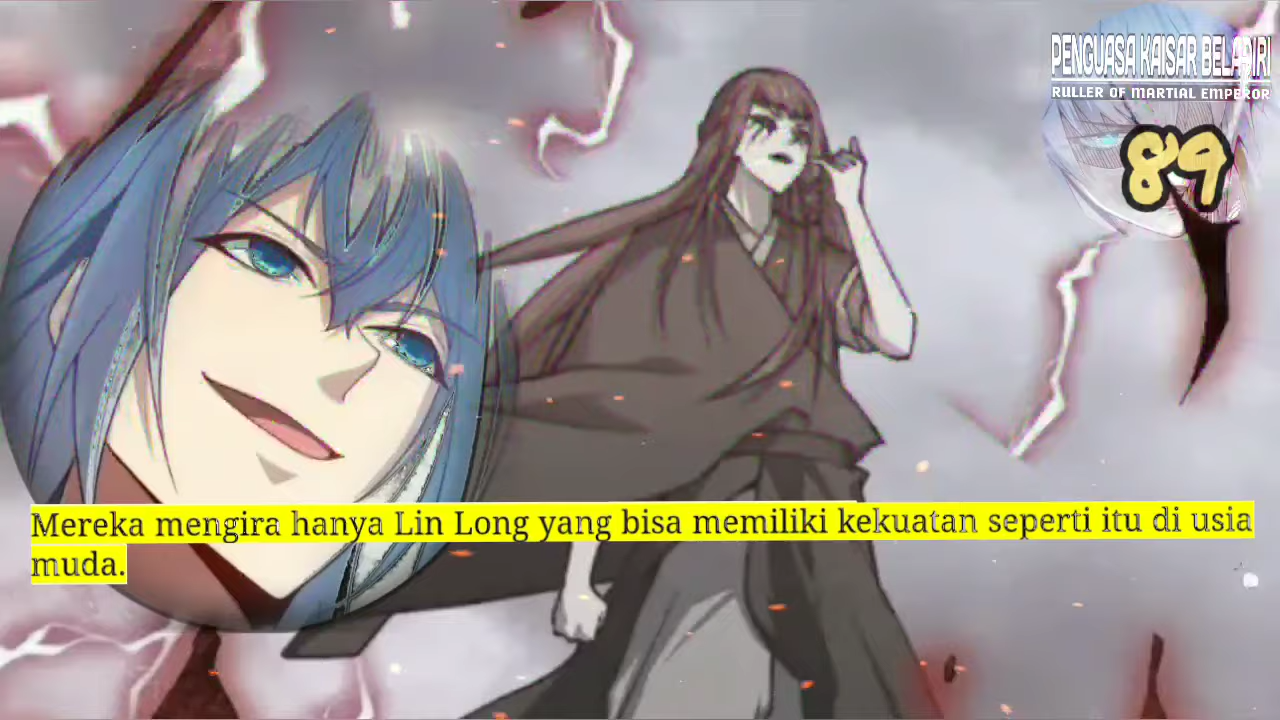 PENGUASA KAISAR BELADIRI
RULLER OF MARTIAL EMPEROR
89
Mereka mengira hanya Lin Long yang bisa memiliki kekuatan seperti itu di usia
muda.